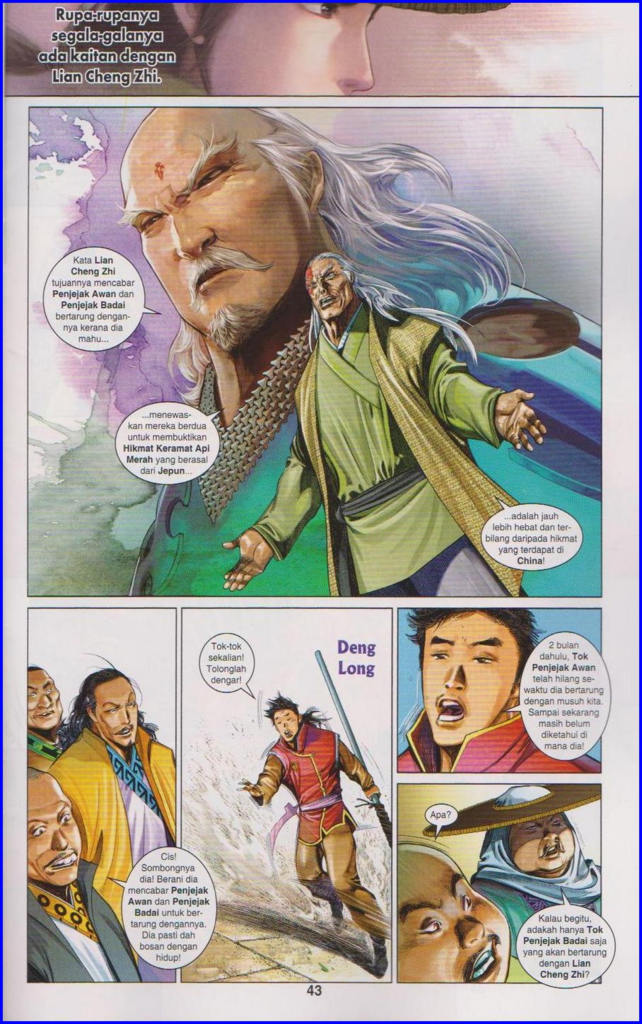 Rupa-rupanya
segala-galanya
ada kaitan dengan
Lian Cheng Zhi.
Kata Lian
Cheng Zhi
tujuannya mencabar
Penjejak Awan dan
Penjejak Badai
bertarung dengan-
nya kerana dia
mahu...
...menewas-
kan mereka berdua
untuk membuktikan
Hikmat Keramat Api
Merah yang berasal
dari Jepun...
...adalah jauh
lebih hebat dan ter-
bilang daripada hikmat
yang terdapat di
China!
Cis!
Sombongnya
dia! Berani dia
mencabar Penjejak
Awan dan Penjejak
Badai untuk ber-
tarung dengannya.
Dia pasti dah
bosan dengan
hidup!
Tok-tok
sekalian!
Tolonglah
dengar!
Deng
Long
2 bulan
dahulu, Tok
Penjejak Awan
telah hilang se-
waktu dia bertarung
dengan musuh kita.
Sampai sekarang
masih belum
diketahui di
mana dia!
Apa?
Kalau begitu,
adakah hanya Tok
Penjejak Badai saja
yang akan bertarung
dengan Lian
Cheng Zhi?
43